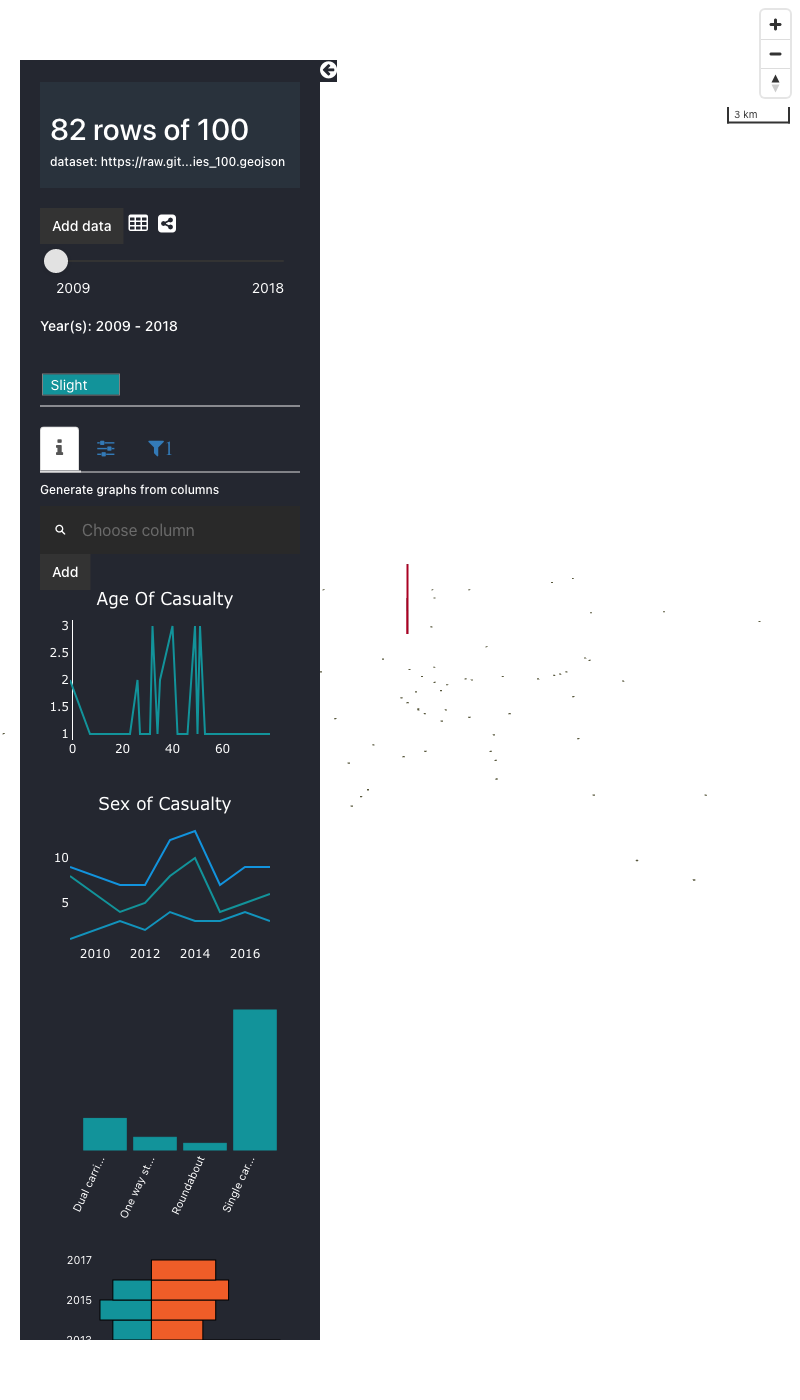 3 km
82 rows of 100
dataset: https://raw.git...ies_100.geojson
Add data
2009 2018
Year(s): 2009 - 2018
Slight
1
Generate graphs from columns
Choose column
Add
Age Of Casualty
3
2.5
2
1.5
1
0 20 40 60
Sex of Casualty
10
5
2010 2012 2014 2016
Dual carri...
One way st...
Roundabout
Single car...
2017
2015
2013